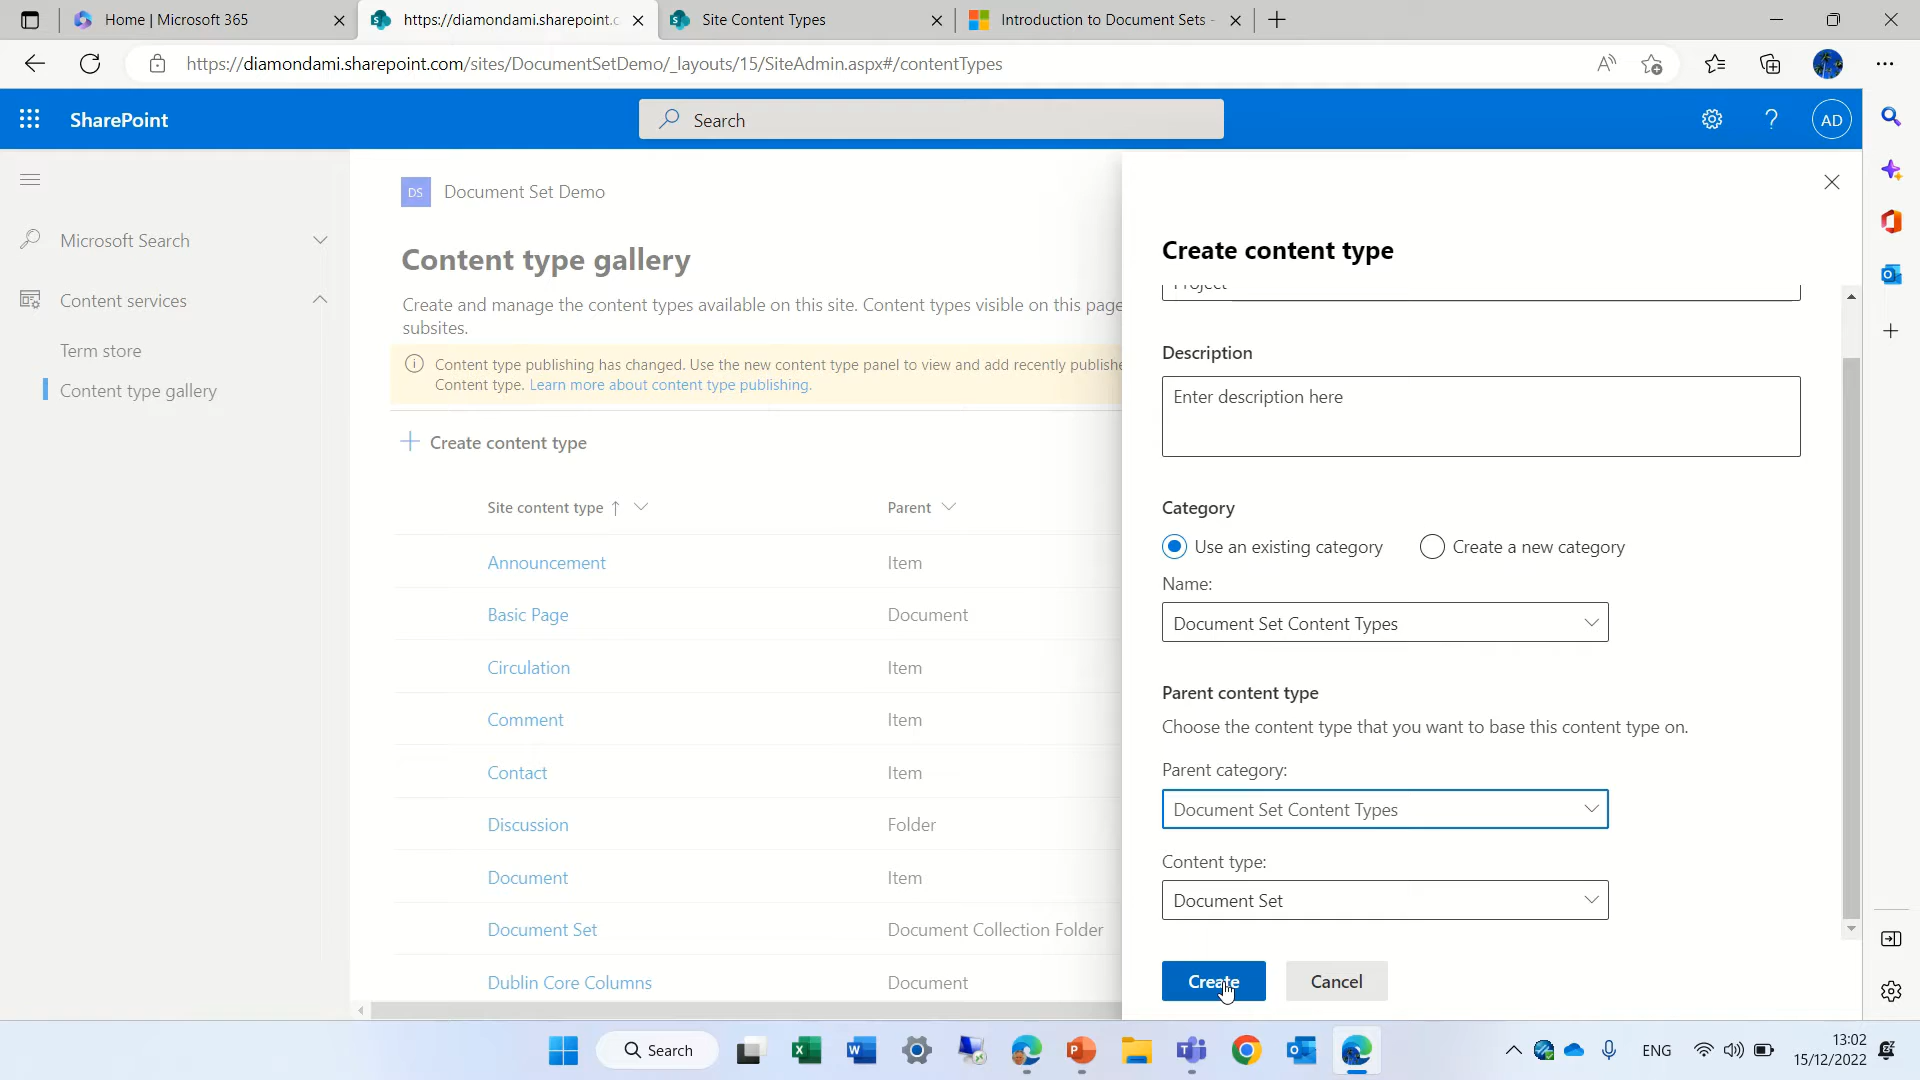 Home | Microsoft 365
https://diamondami.sharepoint.c
Site Content Types
Introduction to Document Sets -
https://diamondami.sharepoint.com/sites/DocumentSetDemo/_layouts/15/SiteAdmin.aspx#/contentTypes
SharePoint
Search
AD
Microsoft Search
Content services
Term store
Content type gallery
DS
Document Set Demo
Content type gallery
Create and manage the content types available on this site. Content types visible on this page
subsites.
Content type publishing has changed. Use the new content type panel to view and add recently publishe
Content type. Learn more about content type publishing.
Create content type
Site content type
Parent
Announcement
Item
Basic Page
Document
Circulation
Item
Comment
Item
Contact
Item
Discussion
Folder
Document
Item
Document Set
Document Collection Folder
Dublin Core Columns
Document
Create content type
Project
Description
Enter description here
Category
Use an existing category
Create a new category
Name:
Document Set Content Types
Parent content type
Choose the content type that you want to base this content type on.
Parent category:
Document Set Content Types
Content type:
Document Set
Create
Cancel
Search
ENG
13:02
15/12/2022